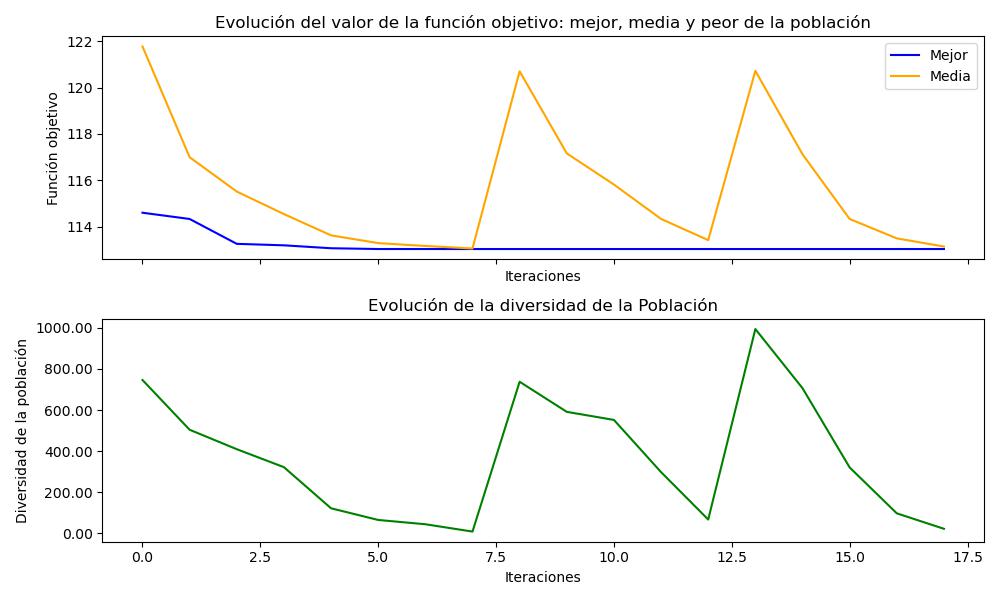 Evolución del valor de la función objetivo: mejor, media y peor de la población
122
120
118
116
114
Función objetivo
Mejor
Media
Iteraciones
Evolución de la diversidad de la Población
1000.00
800.00
600.00
400.00
200.00
0.00
Diversidad de la población
0.0 2.5 5.0 7.5 10.0 12.5 15.0 17.5
Iteraciones